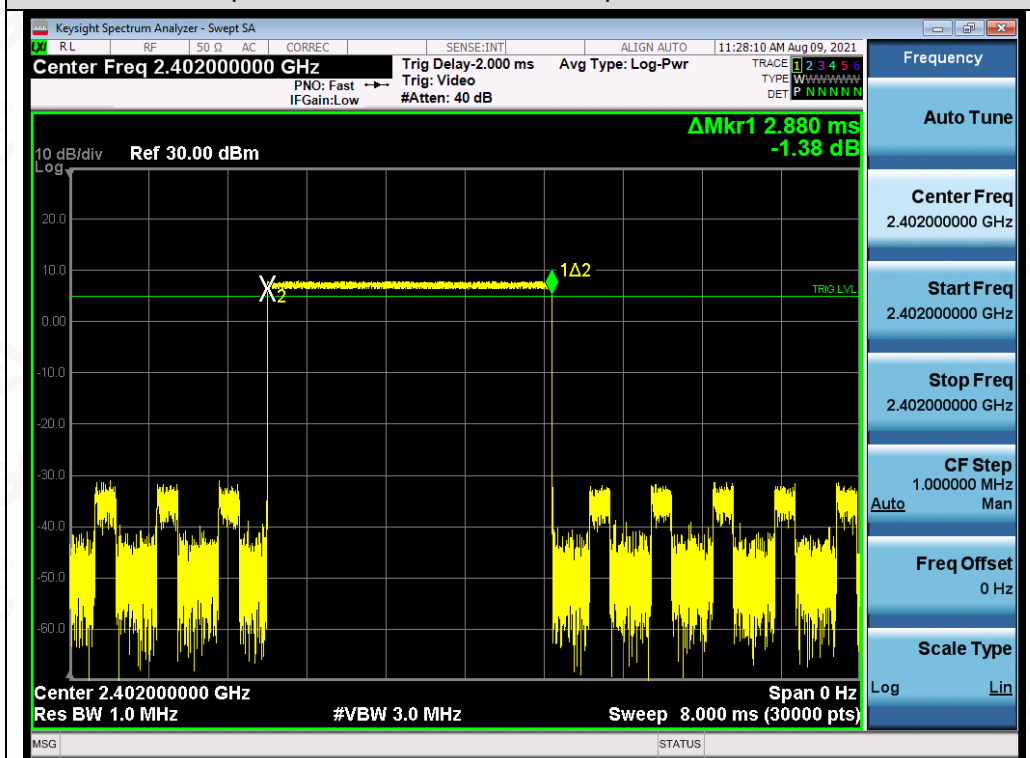 Keysight Spectrum Analyzer - Swept SA
LXI RL RF 50 Ω AC CORREC SENSE:INT ALIGN AUTO 11:28:10 AM Aug 09, 2021
Center Freq 2.402000000 GHz Trig Delay-2.000 ms Avg Type: Log-Pwr TRACE 1 2 3 4 5 6
PNO: Fast Trig: Video TYPE WWWWWW
IFGain:Low #Atten: 40 dB DET P N N N N N
Frequency
ΔMkr1 2.880 ms
-1.38 dB
10 dB/div Ref 30.00 dBm
Log
20.0
10.0
0.00
-10.0
-20.0
-30.0
-40.0
-50.0
-60.0
1Δ2
X2
TRIG LVL
Center 2.402000000 GHz Span 0 Hz
Res BW 1.0 MHz #VBW 3.0 MHz Sweep 8.000 ms (30000 pts)
Auto Tune
Center Freq
2.402000000 GHz
Start Freq
2.402000000 GHz
Stop Freq
2.402000000 GHz
CF Step
1.000000 MHz
Auto Man
Freq Offset
0 Hz
Scale Type
Log Lin
MSG STATUS